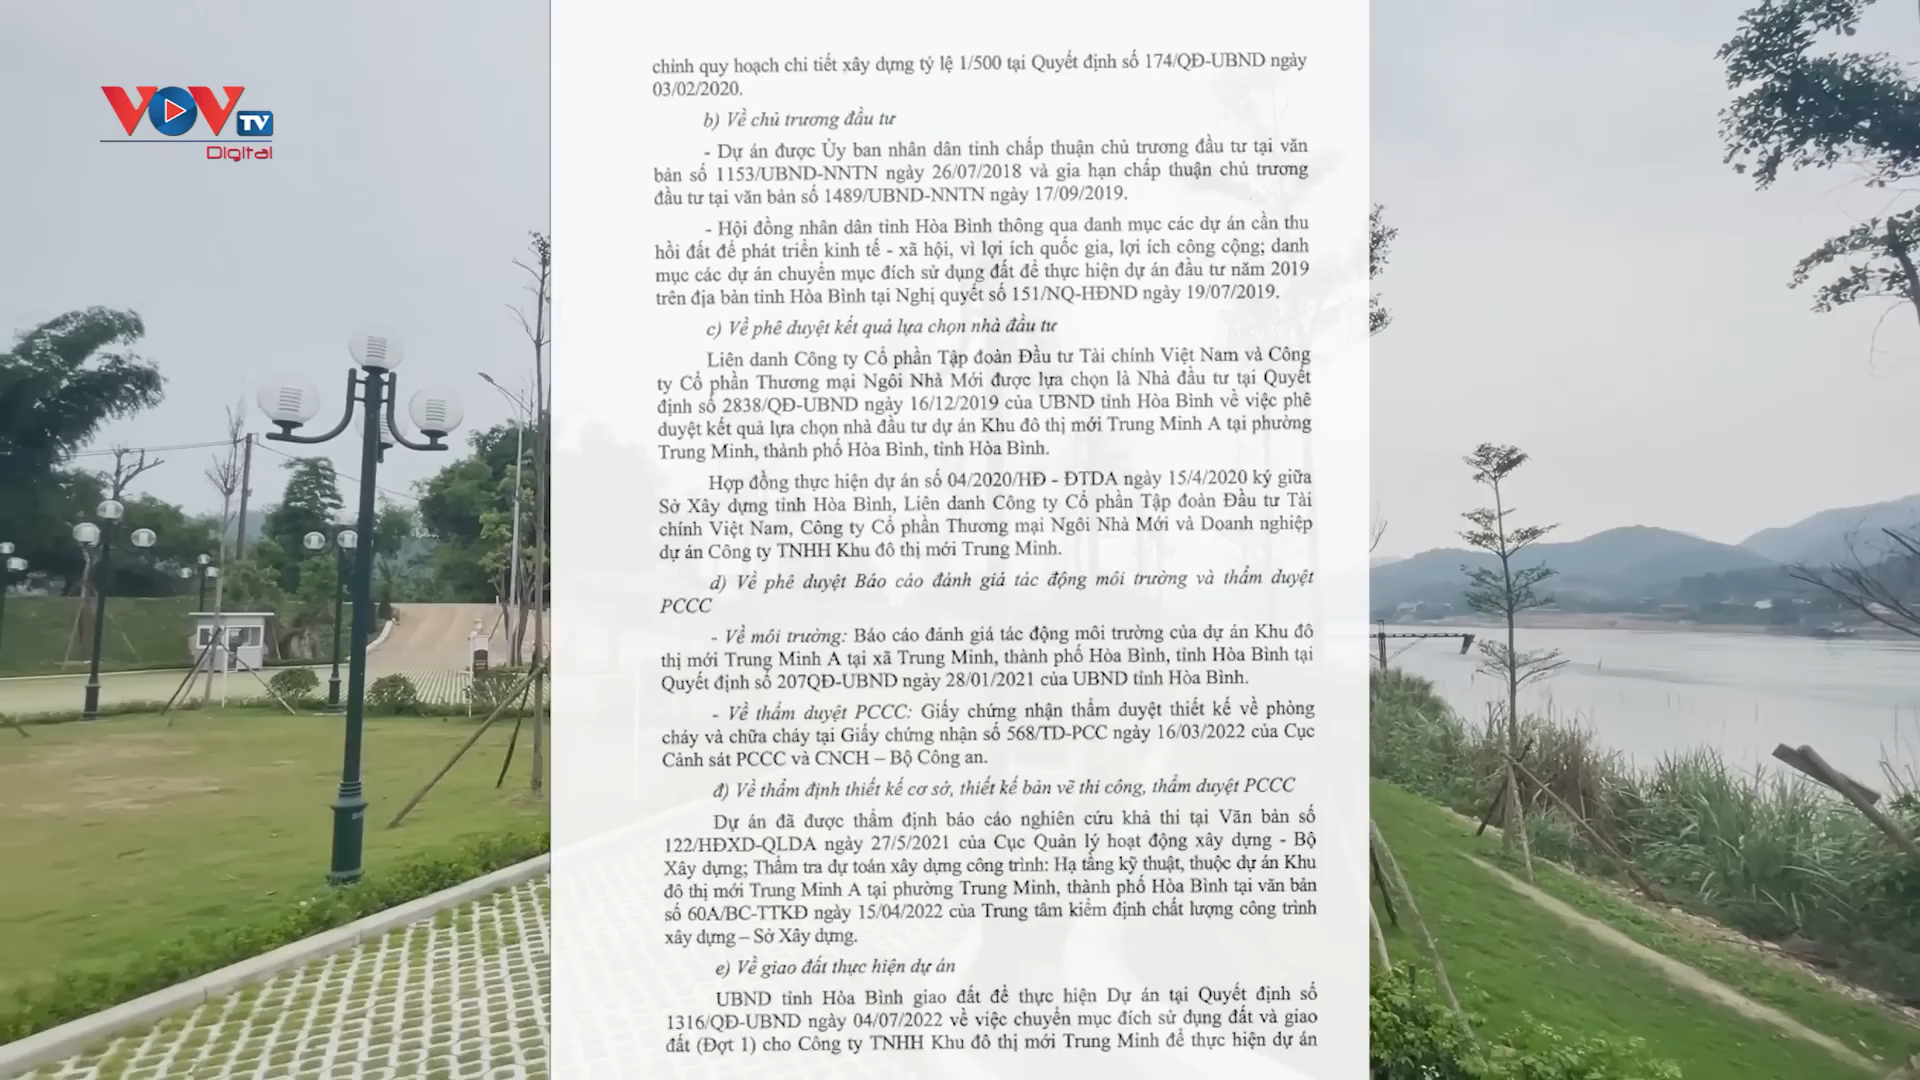 VOV TV
Digital
chỉnh quy hoạch chi tiết xây dựng tỷ lệ 1/500 tại Quyết định số 174/QĐ-UBND ngày
03/02/2020.
b) Về chủ trương đầu tư
- Dự án được Ủy ban nhân dân tỉnh chấp thuận chủ trương đầu tư tại văn
bản số 1153/UBND-NNTN ngày 26/07/2018 và gia hạn chấp thuận chủ trương
đầu tư tại văn bản số 1489/UBND-NNTN ngày 17/09/2019.
- Hội đồng nhân dân tỉnh Hòa Bình thông qua danh mục các dự án cần thu
hồi đất để phát triển kinh tế - xã hội, vì lợi ích quốc gia, lợi ích công cộng; danh
mục các dự án chuyển mục đích sử dụng đất để thực hiện dự án đầu tư năm 2019
trên địa bàn tỉnh Hòa Bình tại Nghị quyết số 151/NQ-HĐND ngày 19/07/2019.
c) Về phê duyệt kết quả lựa chọn nhà đầu tư
Liên danh Công ty Cổ phần Tập đoàn Đầu tư Tài chính Việt Nam và Công
ty Cổ phần Thương mại Ngôi Nhà Mới được lựa chọn là Nhà đầu tư tại Quyết
định số 2838/QĐ-UBND ngày 16/12/2019 của UBND tỉnh Hòa Bình về việc phê
duyệt kết quả lựa chọn nhà đầu tư dự án Khu đô thị mới Trung Minh A tại phường
Trung Minh, thành phố Hòa Bình, tỉnh Hòa Bình.
Hợp đồng thực hiện dự án số 04/2020/HĐ - ĐTDA ngày 15/4/2020 ký giữa
Sở Xây dựng tỉnh Hòa Bình, Liên danh Công ty Cổ phần Tập đoàn Đầu tư Tài
chính Việt Nam, Công ty Cổ phần Thương mại Ngôi Nhà Mới và Doanh nghiệp
dự án Công ty TNHH Khu đô thị mới Trung Minh.
d) Về phê duyệt Báo cáo đánh giá tác động môi trường và thẩm duyệt
PCCC
- Về môi trường: Báo cáo đánh giá tác động môi trường của dự án Khu đô
thị mới Trung Minh A tại xã Trung Minh, thành phố Hòa Bình, tỉnh Hòa Bình tại
Quyết định số 207QĐ-UBND ngày 28/01/2021 của UBND tỉnh Hòa Bình.
- Về thẩm duyệt PCCC: Giấy chứng nhận thẩm duyệt thiết kế về phòng
cháy và chữa cháy tại Giấy chứng nhận số 568/TD-PCC ngày 16/03/2022 của Cục
Cảnh sát PCCC và CNCH – Bộ Công an.
đ) Về thẩm định thiết kế cơ sở, thiết kế bản vẽ thi công, thẩm duyệt PCCC
Dự án đã được thẩm định báo cáo nghiên cứu khả thi tại Văn bản số
122/HĐXD-QLDA ngày 27/5/2021 của Cục Quản lý hoạt động xây dựng - Bộ
Xây dựng; Thẩm tra dự toán xây dựng công trình: Hạ tầng kỹ thuật, thuộc dự án Khu
đô thị mới Trung Minh A tại phường Trung Minh, thành phố Hòa Bình tại văn bản
số 60A/BC-TTKĐ ngày 15/04/2022 của Trung tâm kiểm định chất lượng công trình
xây dựng – Sở Xây dựng.
e) Về giao đất thực hiện dự án
UBND tỉnh Hòa Bình giao đất để thực hiện Dự án tại Quyết định số
1316/QĐ-UBND ngày 04/07/2022 về việc chuyển mục đích sử dụng đất và giao
đất (Đợt 1) cho Công ty TNHH Khu đô thị mới Trung Minh để thực hiện dự án